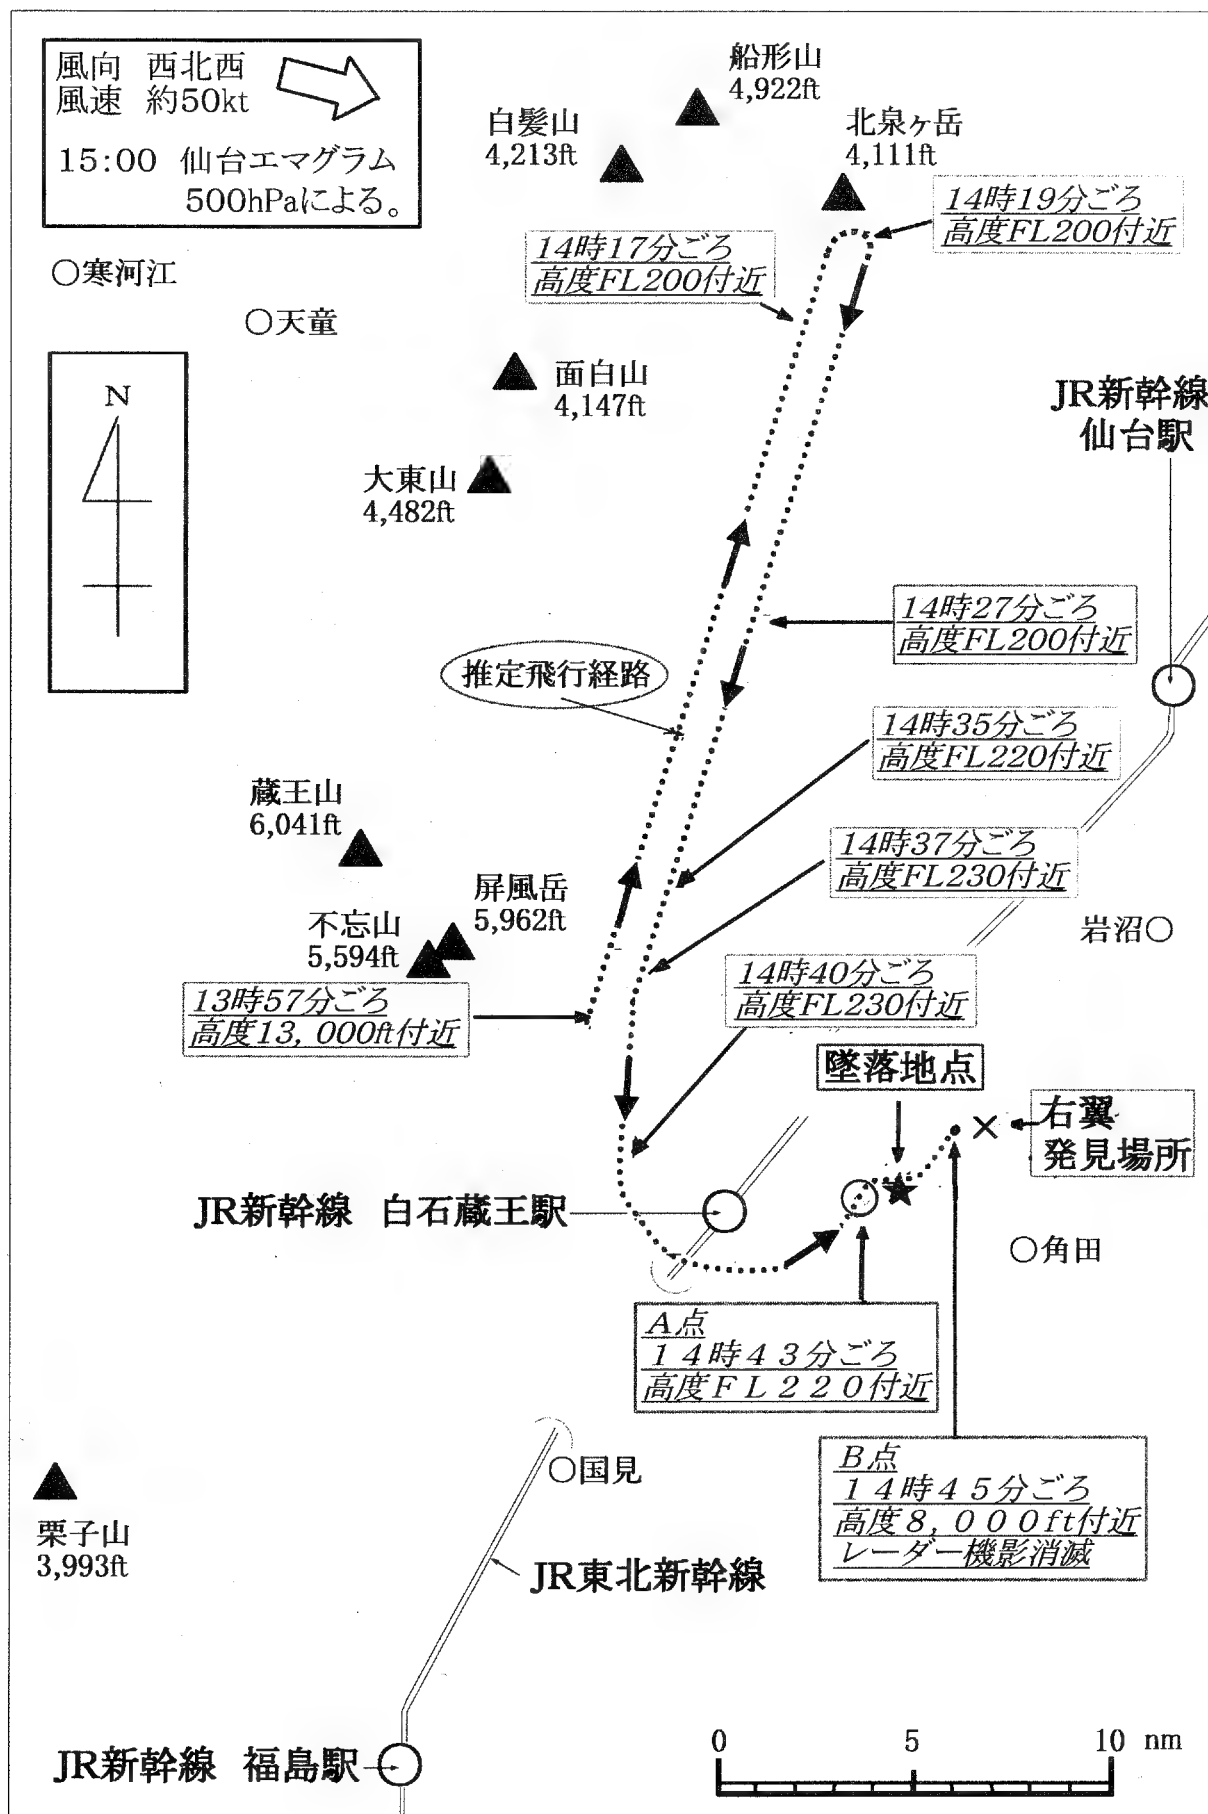 風向 西北西
風速 約50kt
15:00 仙台エマグラム
500hPaによる。
船形山
4,922ft
白髪山
4,213ft
北泉ヶ岳
4,111ft
14時19分ごろ
高度FL200付近
14時17分ごろ
高度FL200付近
○寒河江
○天童
N
面白山
4,147ft
JR新幹線
仙台駅
大東山
4,482ft
14時27分ごろ
高度FL200付近
推定飛行経路
14時35分ごろ
高度FL220付近
蔵王山
6,041ft
14時37分ごろ
高度FL230付近
屏風岳
5,962ft
不忘山
5,594ft
岩沼○
14時40分ごろ
高度FL230付近
13時57分ごろ
高度13,000ft付近
墜落地点
右翼
発見場所
JR新幹線 白石蔵王駅
○角田
A点
14時43分ごろ
高度FL220付近
B点
14時45分ごろ
高度8,000ft付近
レーダー機影消滅
○国見
栗子山
3,993ft
JR東北新幹線
JR新幹線 福島駅
0 5 10 nm